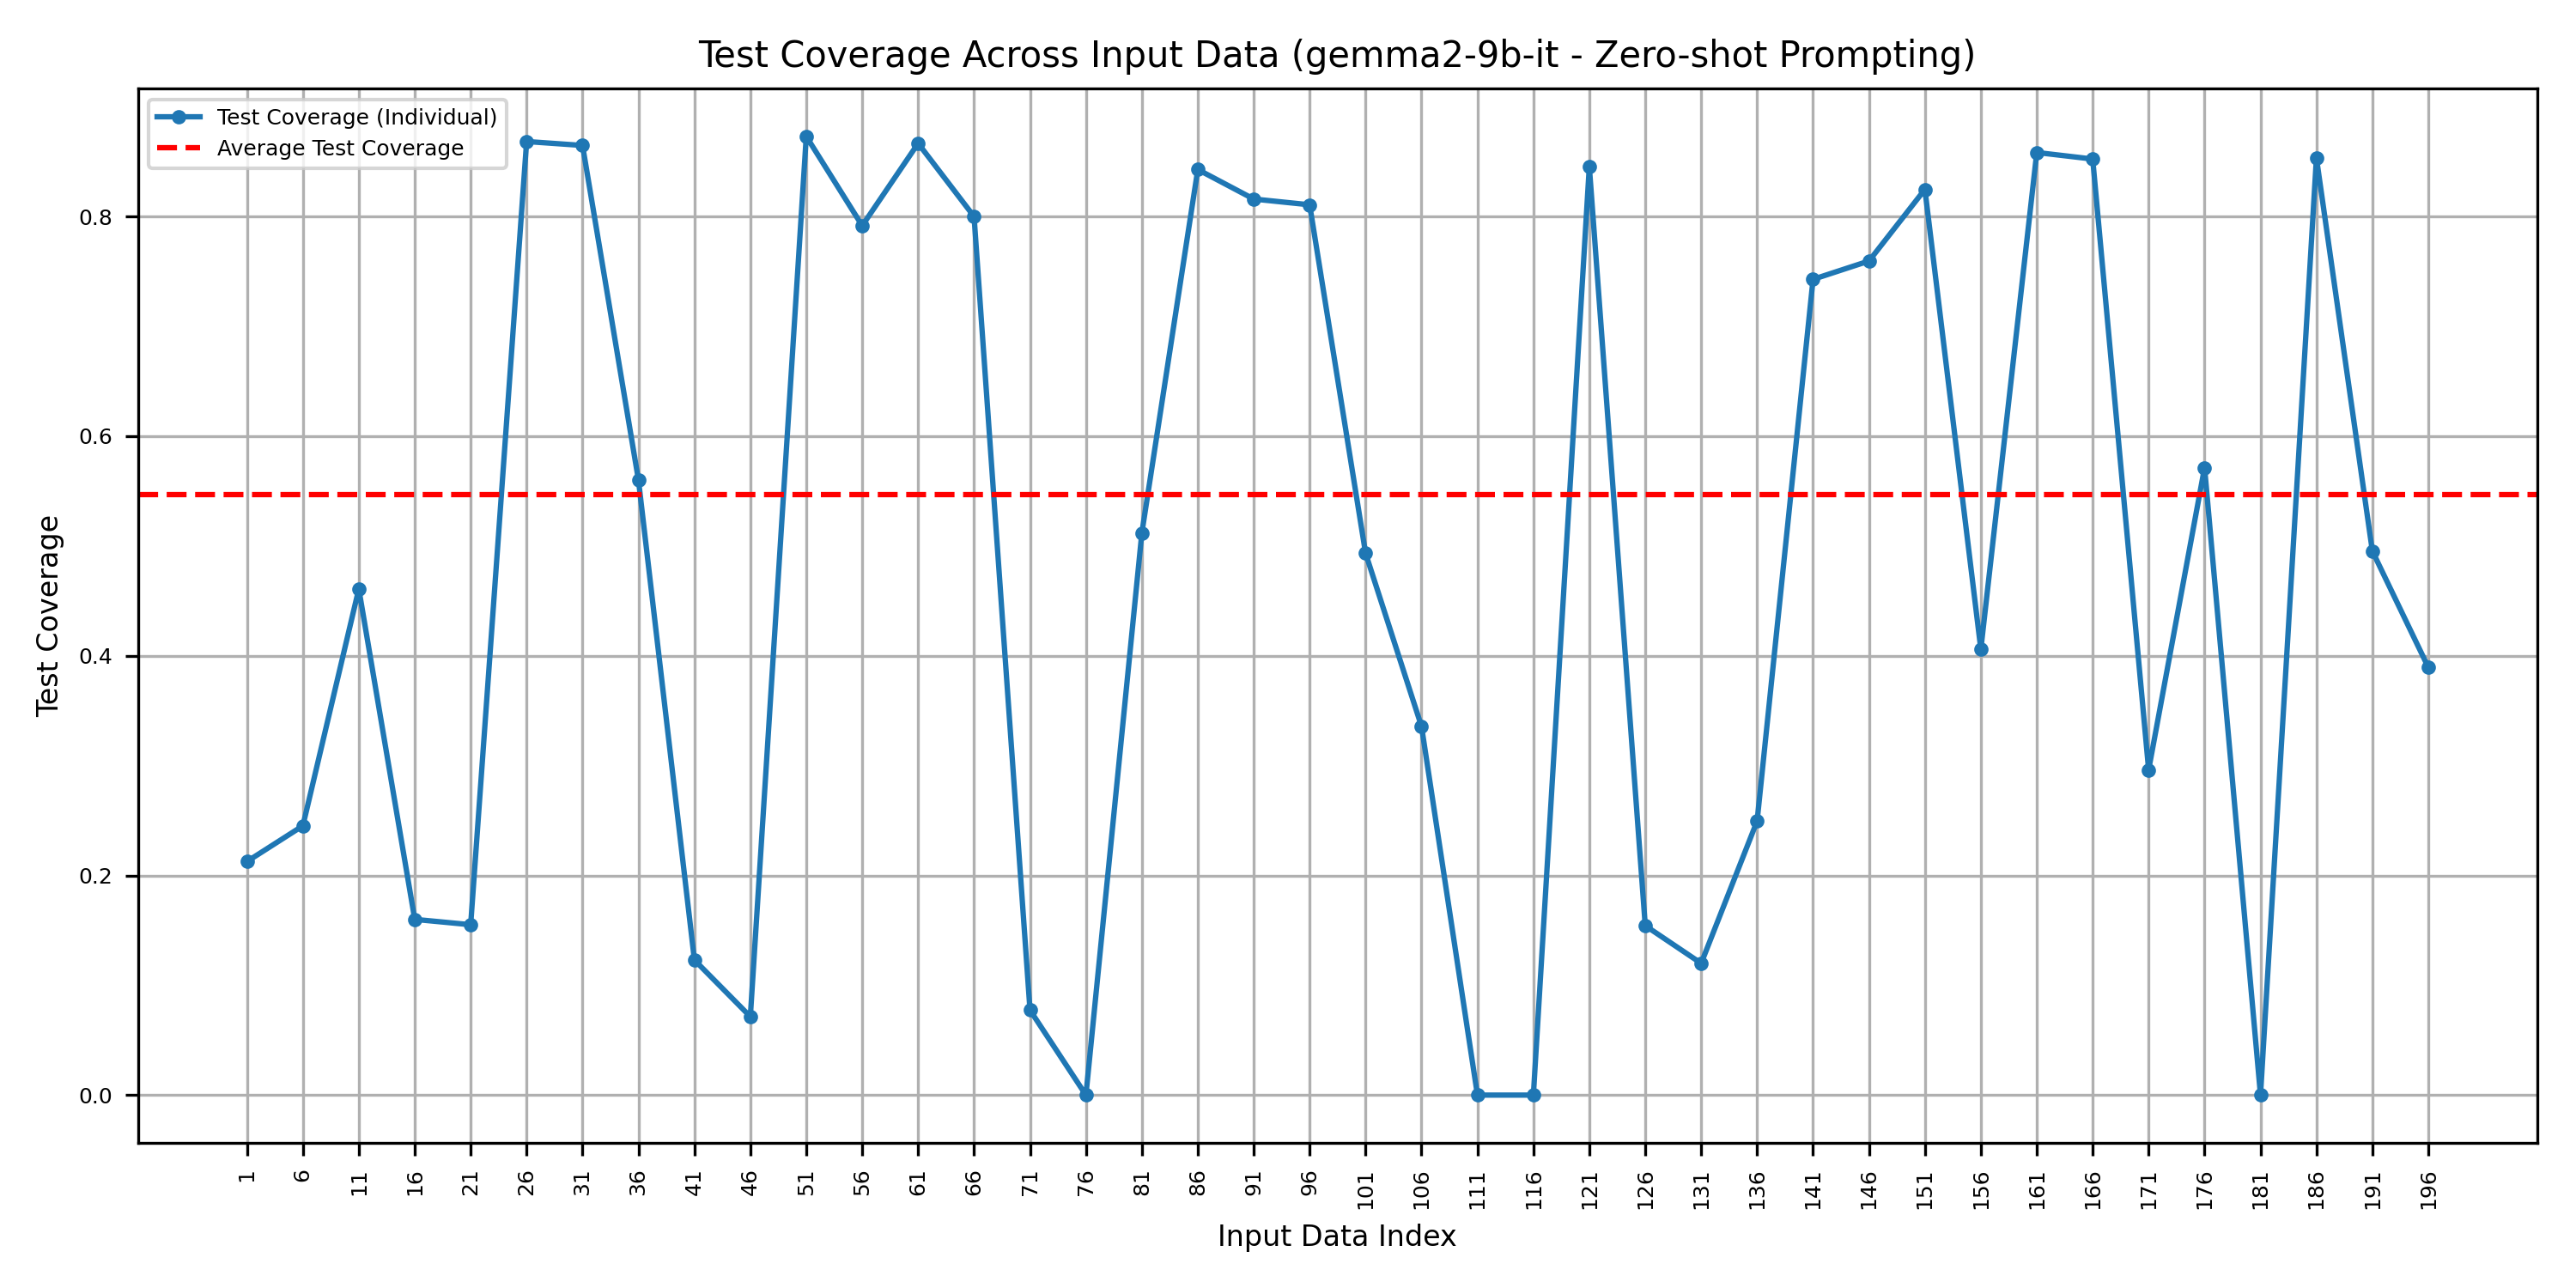 Test Coverage Across Input Data (gemma2-9b-it - Zero-shot Prompting)
Test Coverage (Individual)
Average Test Coverage
Test Coverage
0.8
0.6
0.4
0.2
0.0
1 6 11 16 21 26 31 36 41 46 51 56 61 66 71 76 81 86 91 96 101 106 111 116 121 126 131 136 141 146 151 156 161 166 171 176 181 186 191 196
Input Data Index